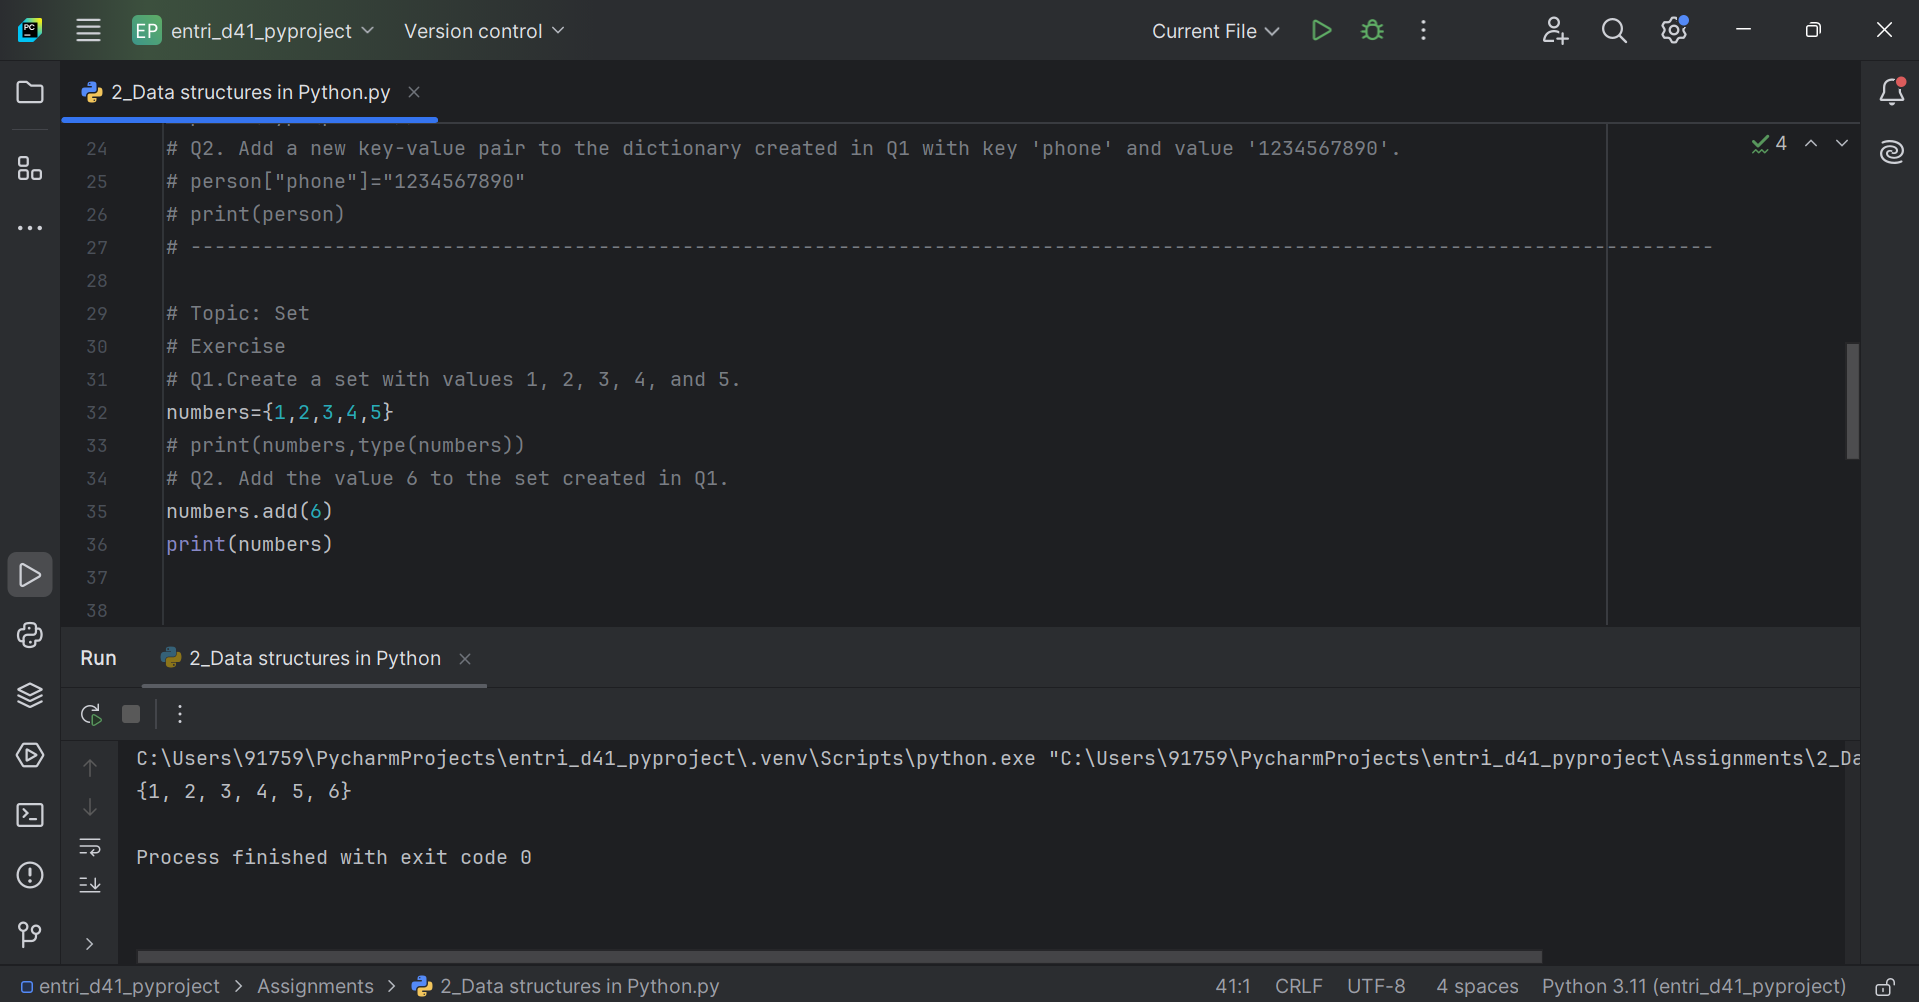 EP entri_d41_pyproject Version control Current File
2_Data structures in Python.py
24 # Q2. Add a new key-value pair to the dictionary created in Q1 with key 'phone' and value '1234567890'. 4
25 # person["phone"]="1234567890"
26 # print(person)
27 # -------------------------------------------------------------------------------------------------------------------------------
28
29 # Topic: Set
30 # Exercise
31 # Q1.Create a set with values 1, 2, 3, 4, and 5.
32 numbers={1,2,3,4,5}
33 # print(numbers,type(numbers))
34 # Q2. Add the value 6 to the set created in Q1.
35 numbers.add(6)
36 print(numbers)
37
38
Run 2_Data structures in Python
C:\Users\91759\PycharmProjects\entri_d41_pyproject\.venv\Scripts\python.exe "C:\Users\91759\PycharmProjects\entri_d41_pyproject\Assignments\2_Da
{1, 2, 3, 4, 5, 6}
Process finished with exit code 0
entri_d41_pyproject > Assignments > 2_Data structures in Python.py 41:1 CRLF UTF-8 4 spaces Python 3.11 (entri_d41_pyproject)